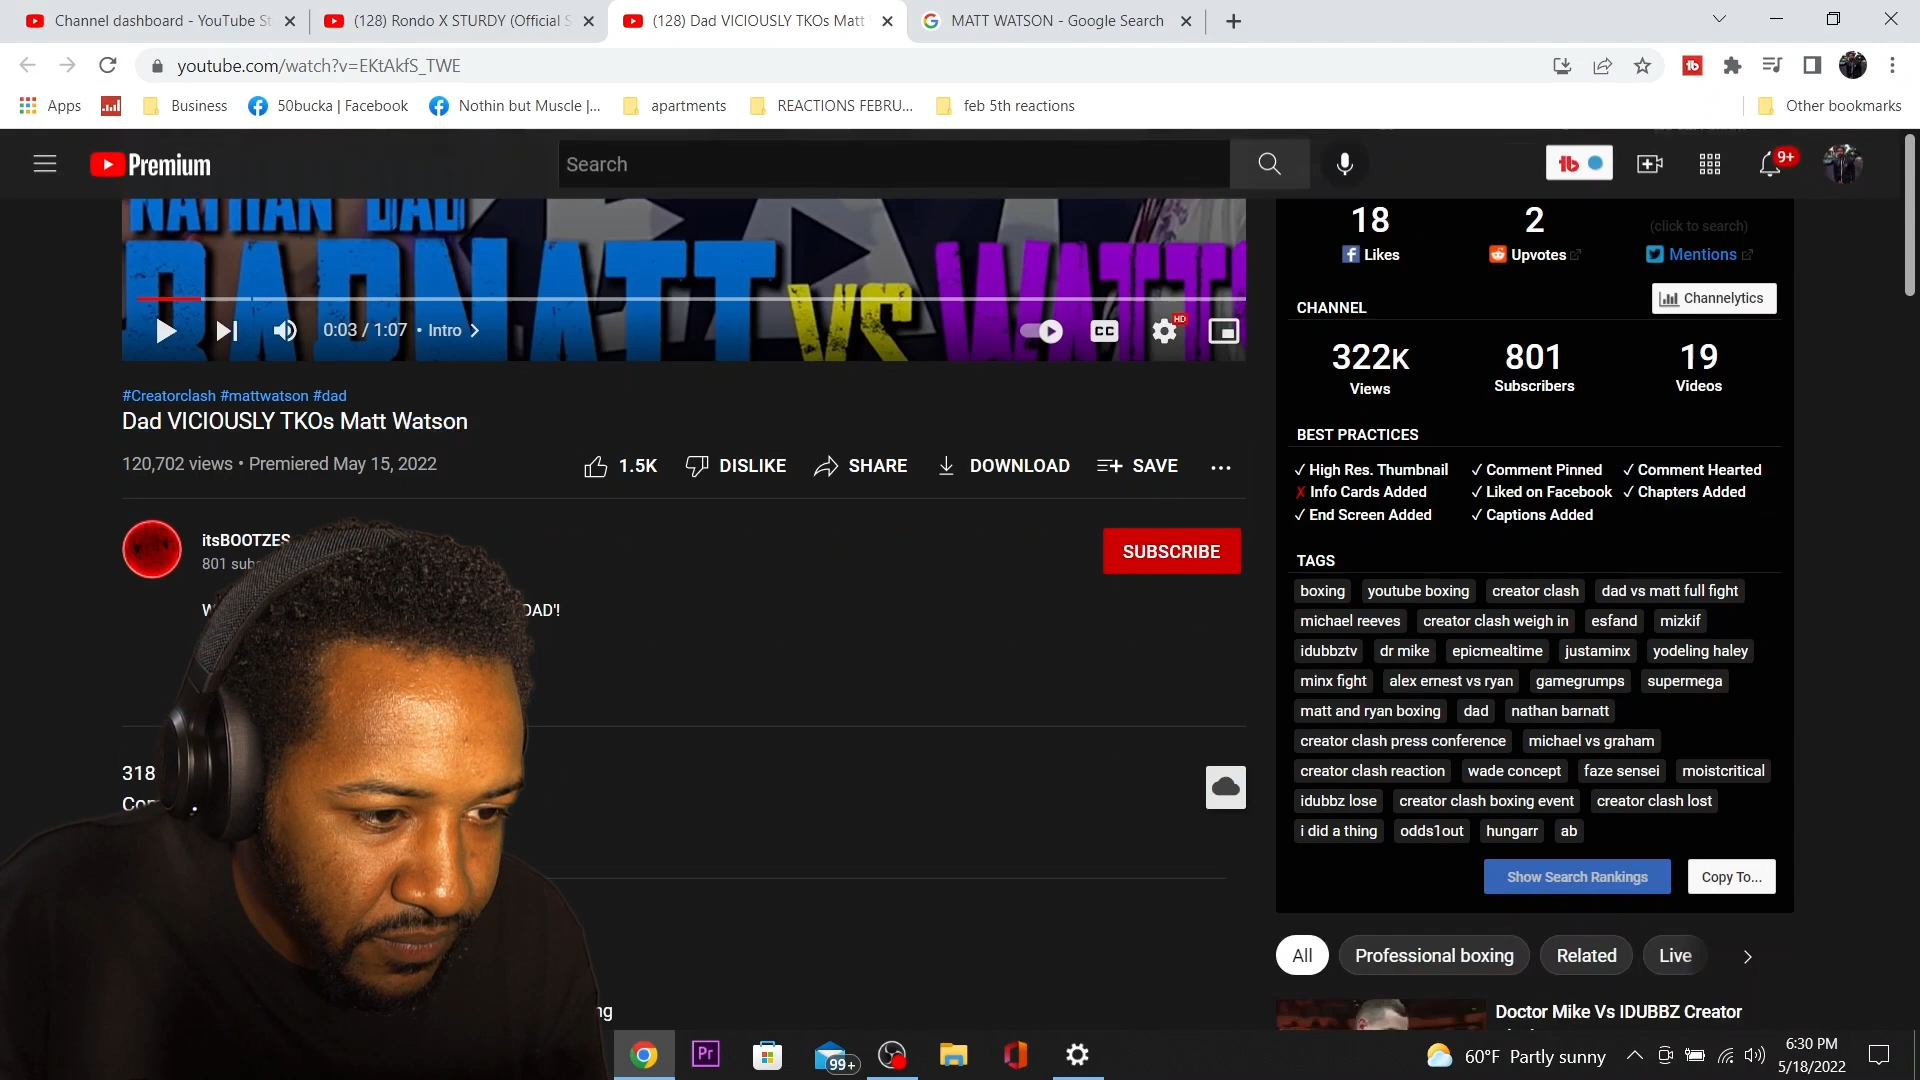 Channel dashboard - YouTube St
(128) Rondo X STURDY (Official S
(128) Dad VICIOUSLY TKOs Matt
MATT WATSON - Google Search
youtube.com/watch?v=EKtAkfS_TWE
Apps
Business
50bucka | Facebook
Nothin but Muscle |...
apartments
REACTIONS FEBRU...
feb 5th reactions
Other bookmarks
Premium
Search
9+
NATHAN "DAD"
BARNATT VS WATT
0:03 / 1:07 • Intro
CC
HD
18 2 (click to search)
Likes Upvotes Mentions
CHANNEL
Channelytics
322K 801 19
Views Subscribers Videos
#Creatorclash #mattwatson #dad
Dad VICIOUSLY TKOs Matt Watson
120,702 views • Premiered May 15, 2022
1.5K DISLIKE SHARE DOWNLOAD SAVE
itsBOOTZES
801 sub
SUBSCRIBE
DAD'!
318
BEST PRACTICES
✓ High Res. Thumbnail ✓ Comment Pinned ✓ Comment Hearted
✗ Info Cards Added ✓ Liked on Facebook ✓ Chapters Added
✓ End Screen Added ✓ Captions Added
TAGS
boxing youtube boxing creator clash dad vs matt full fight
michael reeves creator clash weigh in esfand mizkif
idubbztv dr mike epicmealtime justaminx yodeling haley
minx fight alex ernest vs ryan gamegrumps supermega
matt and ryan boxing dad nathan barnatt
creator clash press conference michael vs graham
creator clash reaction wade concept faze sensei moistcritical
idubbz lose creator clash boxing event creator clash lost
i did a thing odds1out hungarr ab
Show Search Rankings Copy To...
All Professional boxing Related Live
Doctor Mike Vs IDUBBZ Creator
ng
Pr
99+
60°F Partly sunny
6:30 PM
5/18/2022